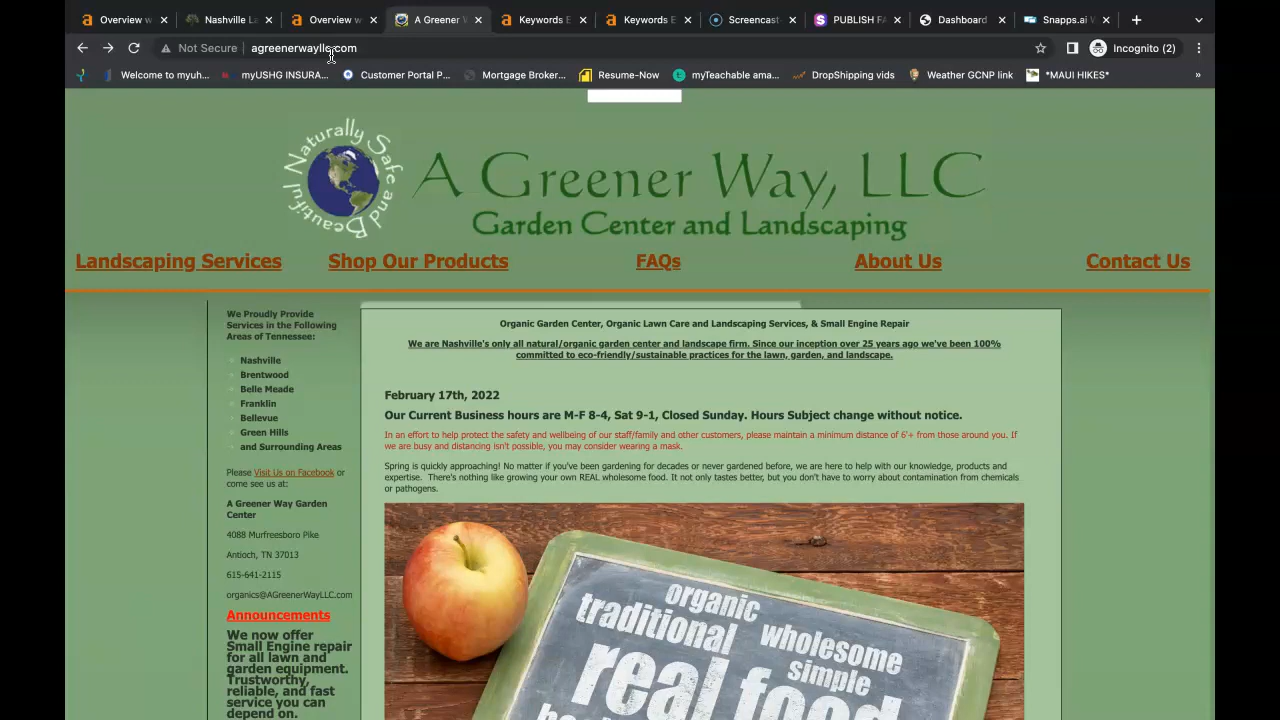 Overview w
Nashville La
Overview w
A Greener W
Keywords E
Keywords E
Screencast-
PUBLISH FA
Dashboard
Snapps.ai W
Not Secure
agreenerwayllc.com
Incognito (2)
Welcome to myuh...
myUSHG INSURA...
Customer Portal P...
Mortgage Broker...
Resume-Now
myTeachable ama...
DropShipping vids
Weather GCNP link
*MAUI HIKES*
»
Naturally Safe and Beautiful
A Greener Way, LLC
Garden Center and Landscaping
Landscaping Services
Shop Our Products
FAQs
About Us
Contact Us
We Proudly Provide
Services in the Following
Areas of Tennessee:
Nashville
Brentwood
Belle Meade
Franklin
Bellevue
Green Hills
and Surrounding Areas
Please Visit Us on Facebook or
come see us at:
A Greener Way Garden
Center
4088 Murfreesboro Pike
Antioch, TN 37013
615-641-2115
organics@AGreenerWayLLC.com
Announcements
We now offer
Small Engine repair
for all lawn and
garden equipment.
Trustworthy,
reliable, and fast
service you can
depend on.
Organic Garden Center, Organic Lawn Care and Landscaping Services, & Small Engine Repair
We are Nashville's only all natural/organic garden center and landscape firm. Since our inception over 25 years ago we've been 100%
committed to eco-friendly/sustainable practices for the lawn, garden, and landscape.
February 17th, 2022
Our Current Business hours are M-F 8-4, Sat 9-1, Closed Sunday. Hours Subject change without notice.
In an effort to help protect the safety and wellbeing of our staff/family and other customers, please maintain a minimum distance of 6'+ from those around you. If
we are busy and distancing isn't possible, you may consider wearing a mask.
Spring is quickly approaching! No matter if you've been gardening for decades or never gardened before, we are here to help with our knowledge, products and
expertise. There's nothing like growing your own REAL wholesome food. It not only tastes better, but you don't have to worry about contamination from chemicals
or pathogens.
organic
traditional wholesome
simple
real food